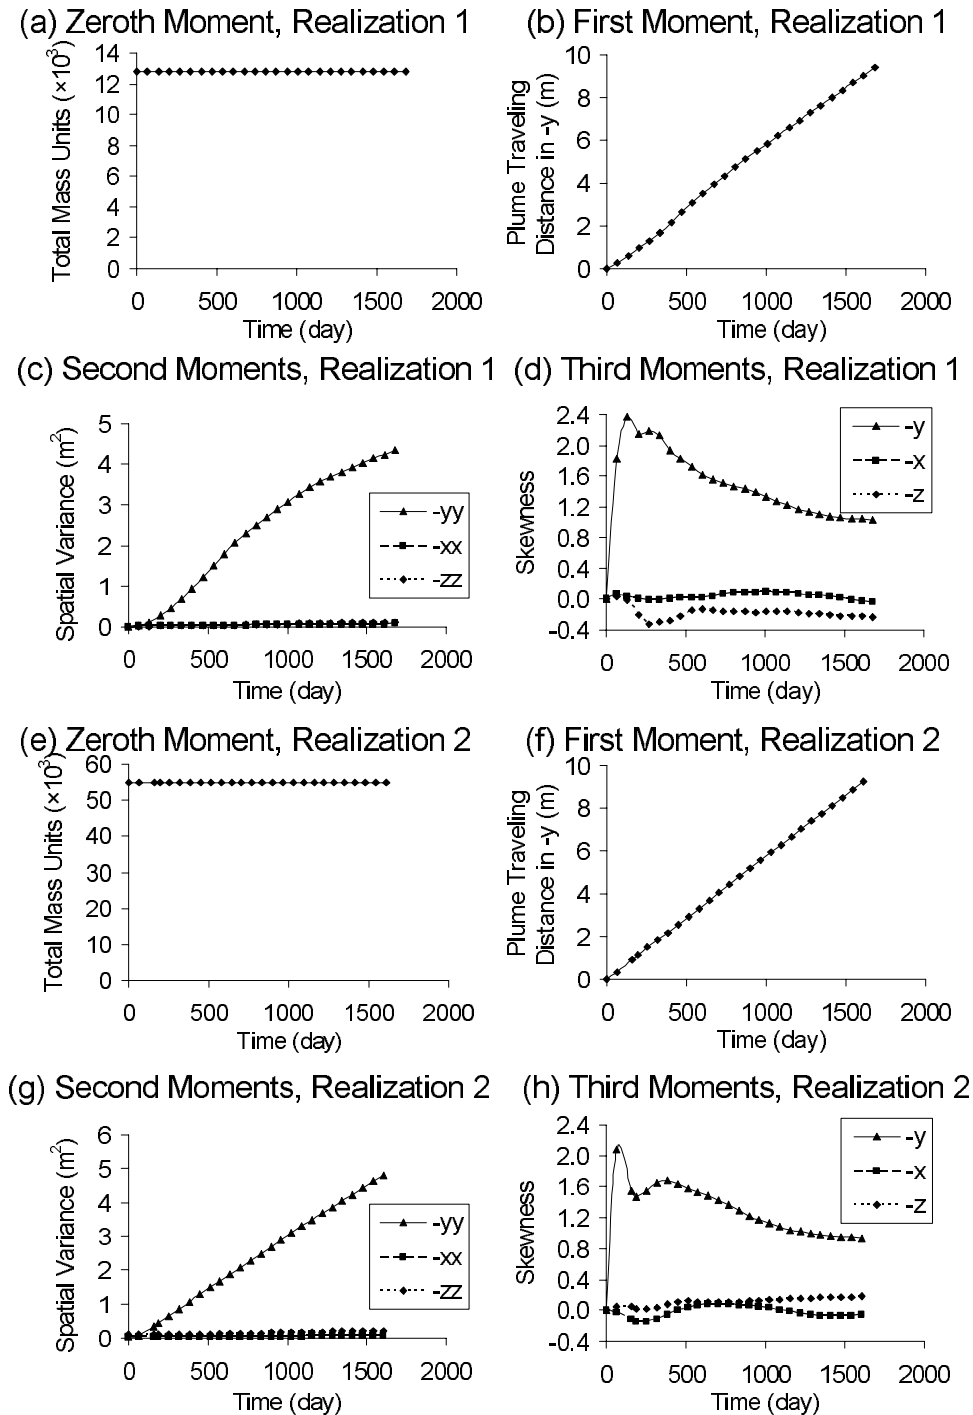 (a) Zeroth Moment, Realization 1
Total Mass Units (×10³)
14
12
10
8
6
4
2
0
0 500 1000 1500 2000
Time (day)
(b) First Moment, Realization 1
Plume Traveling
Distance in -y (m)
10
8
6
4
2
0
0 500 1000 1500 2000
Time (day)
(c) Second Moments, Realization 1
Spatial Variance (m²)
5
4
3
2
1
0
-yy
-xx
-zz
0 500 1000 1500 2000
Time (day)
(d) Third Moments, Realization 1
Skewness
2.4
2.0
1.6
1.2
0.8
0.4
0.0
-0.4
-y
-x
-z
0 500 1000 1500 2000
Time (day)
(e) Zeroth Moment, Realization 2
Total Mass Units (×10³)
60
50
40
30
20
10
0
0 500 1000 1500 2000
Time (day)
(f) First Moment, Realization 2
Plume Traveling
Distance in -y (m)
10
8
6
4
2
0
0 500 1000 1500 2000
Time (day)
(g) Second Moments, Realization 2
Spatial Variance (m²)
6
5
4
3
2
1
0
-yy
-xx
-zz
0 500 1000 1500 2000
Time (day)
(h) Third Moments, Realization 2
Skewness
2.4
2.0
1.6
1.2
0.8
0.4
0.0
-0.4
-y
-x
-z
0 500 1000 1500 2000
Time (day)